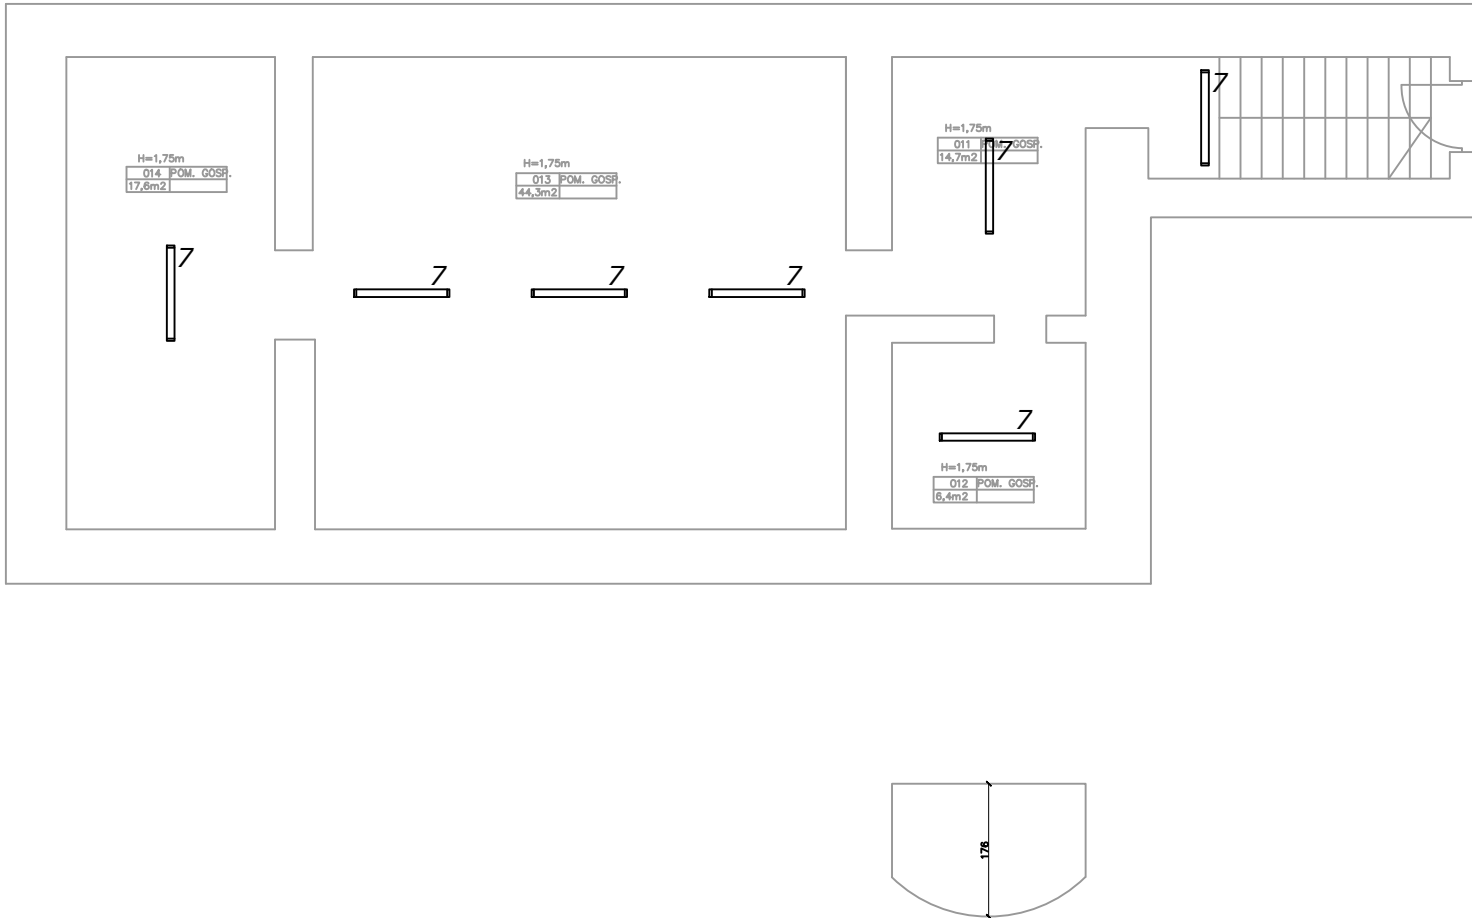 7
H=1,75m
011 POM. GOSP.
14,7m2
7
H=1,75m
014 POM. GOSP.
17,6m2
H=1,75m
013 POM. GOSP.
44,3m2
7
7
7
7
7
H=1,75m
012 POM. GOSP.
6,4m2
176